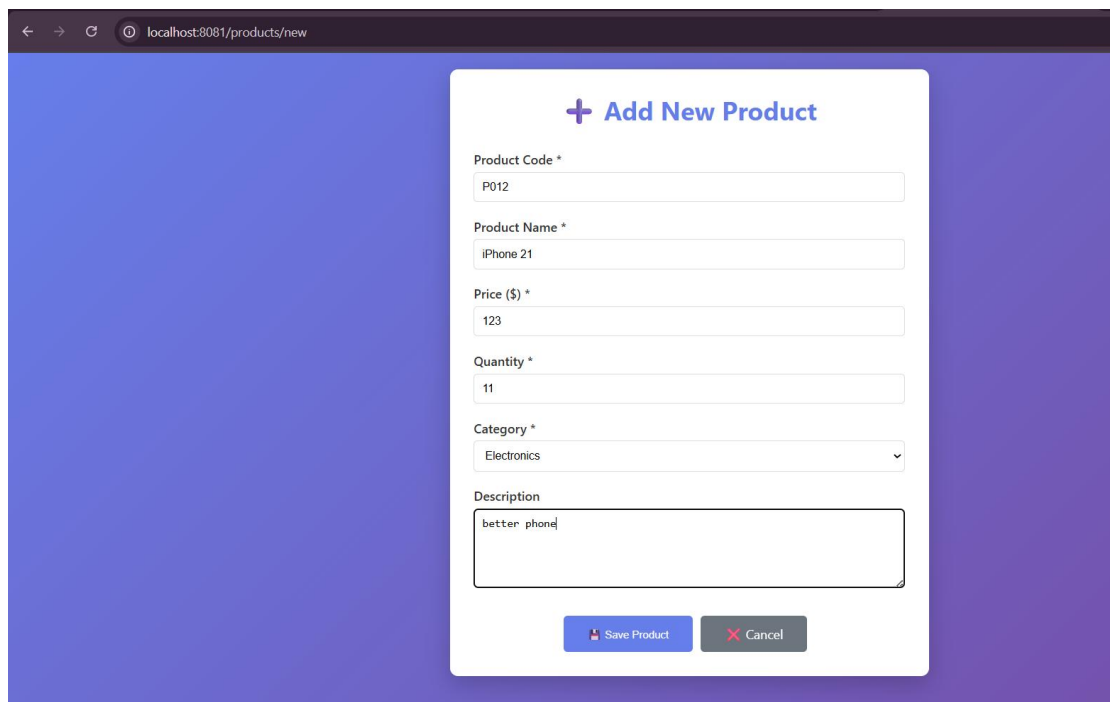 localhost:8081/products/new
Add New Product
Product Code *
P012
Product Name *
iPhone 21
Price ($) *
123
Quantity *
11
Category *
Electronics
Description
better phone
Save Product
Cancel